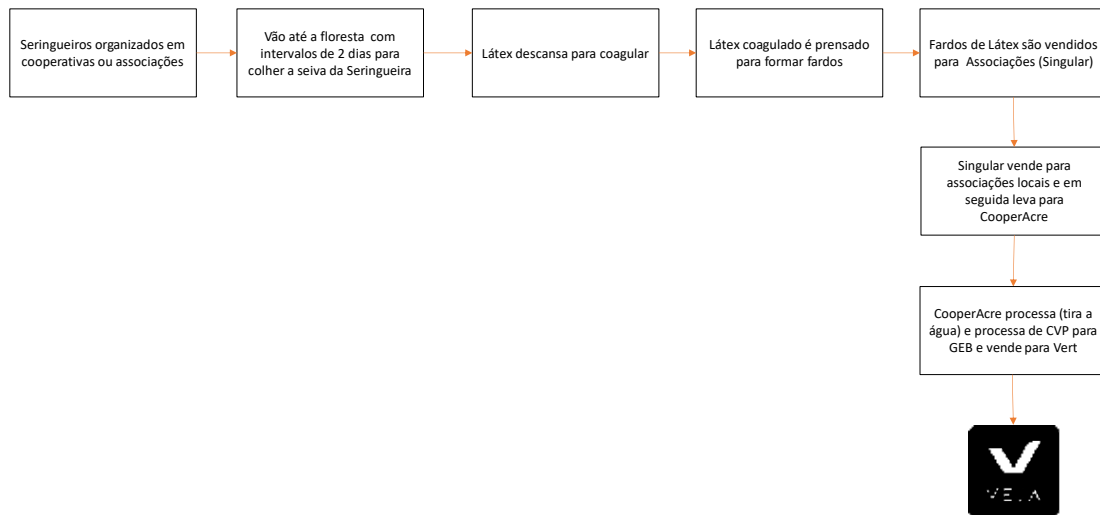 Seringueiros organizados em
cooperativas ou associações
Vão até a floresta com
intervalos de 2 dias para
colher a seiva da Seringueira
Látex descansa para coagular
Látex coagulado é prensado
para formar fardos
Fardos de Látex são vendidos
para Associações (Singular)
Singular vende para
associações locais e em
seguida leva para
CooperAcre
CooperAcre processa (tira a
água) e processa de CVP para
GEB e vende para Vert
V
VEJA